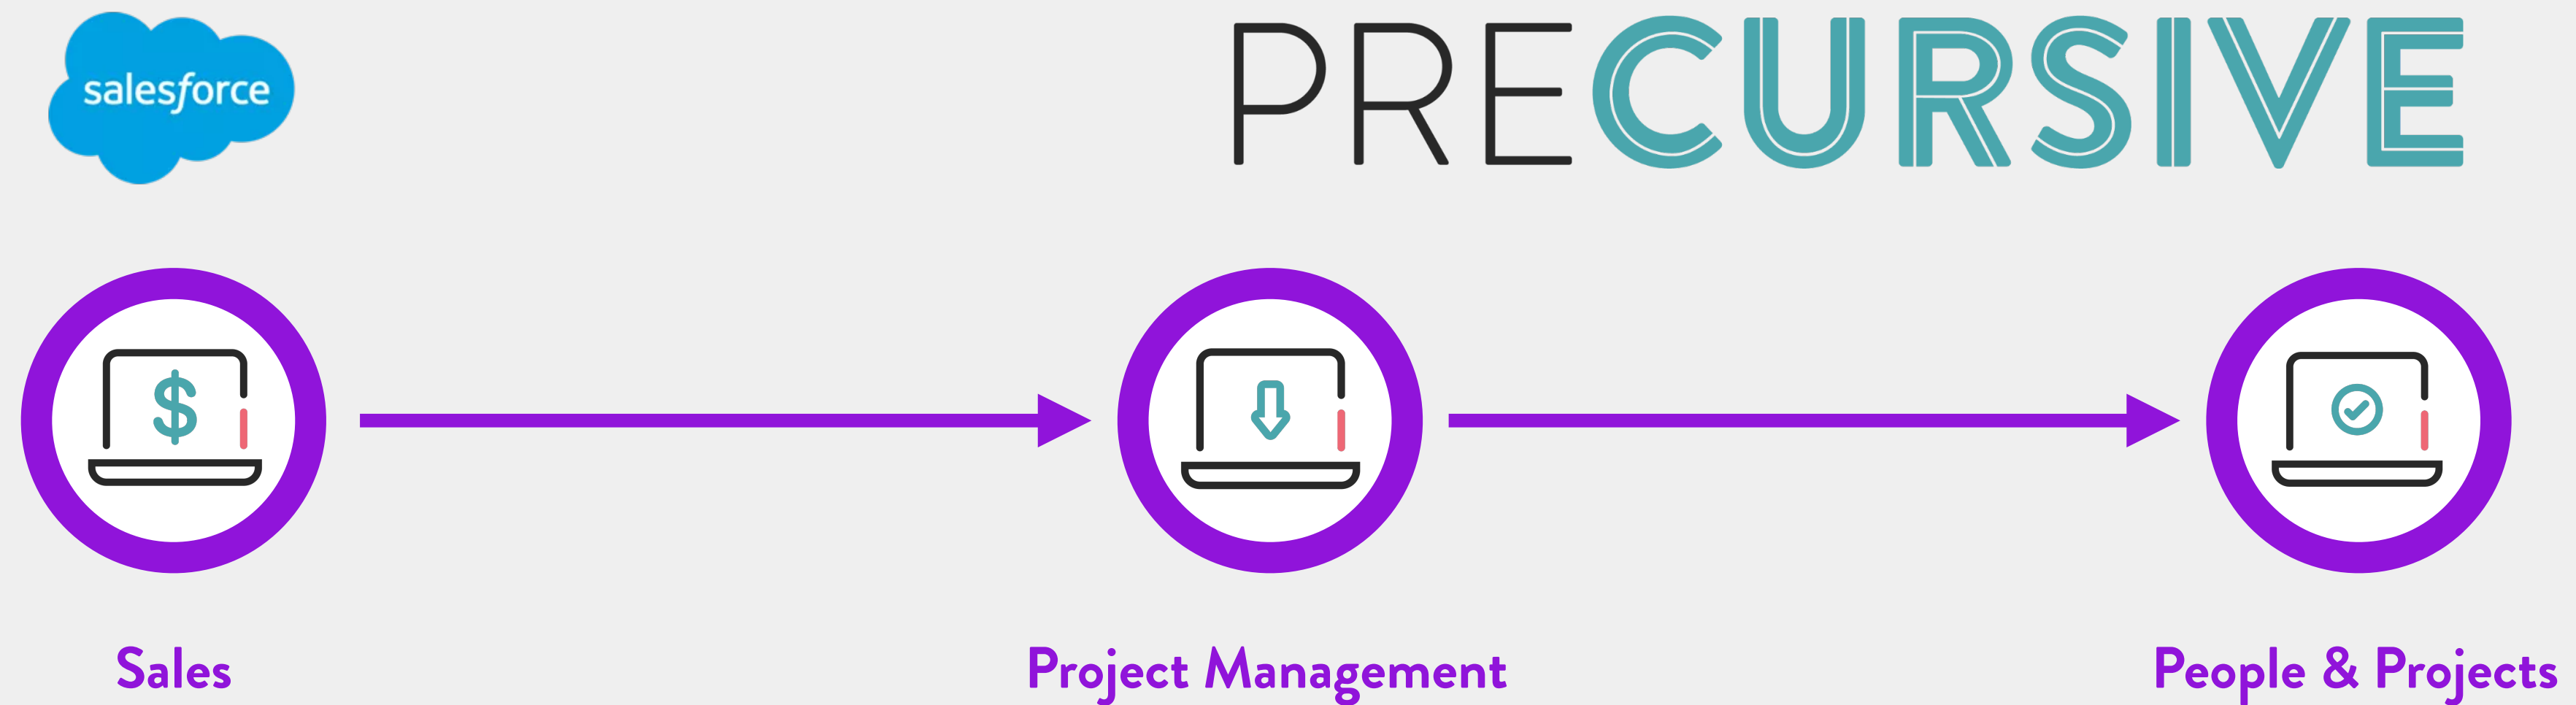 salesforce
PRECURSIVE
$
Sales
Project Management
People & Projects